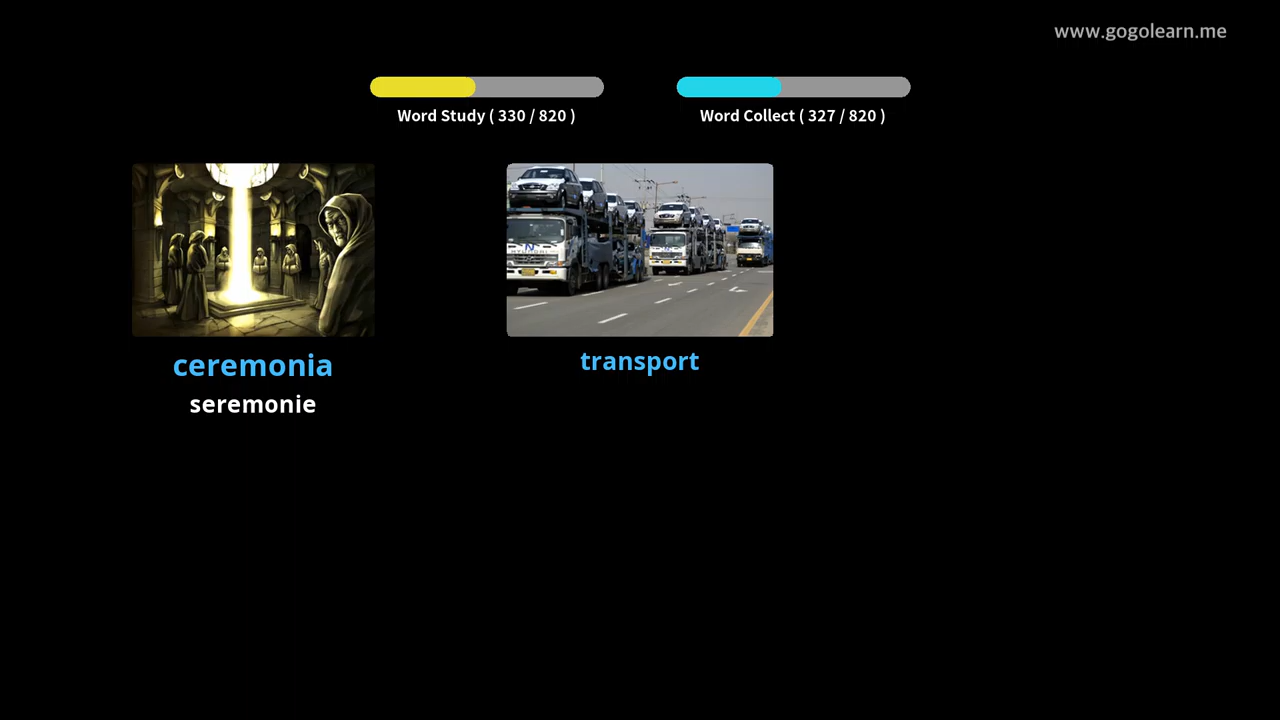 www.gogolearn.me
Word Study ( 330 / 820 )
Word Collect ( 327 / 820 )
ceremonia
seremonie
transport